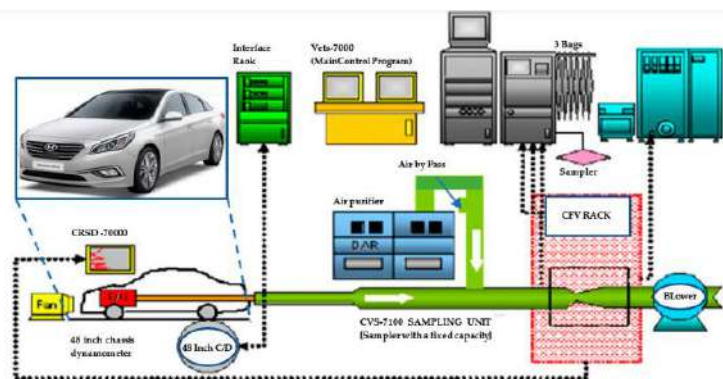 Interface
Rack
Vets-7000
(MainControl Program)
3 Bags
Sampler
Air by Pass
Air purifier
DAR
CFV RACK
CRSD -70000
Fan
48 inch chassis
dynamometer
48 Inch C/D
CVS-7100 SAMPLING UNIT
(Sampler with a fixed capacity)
BLower